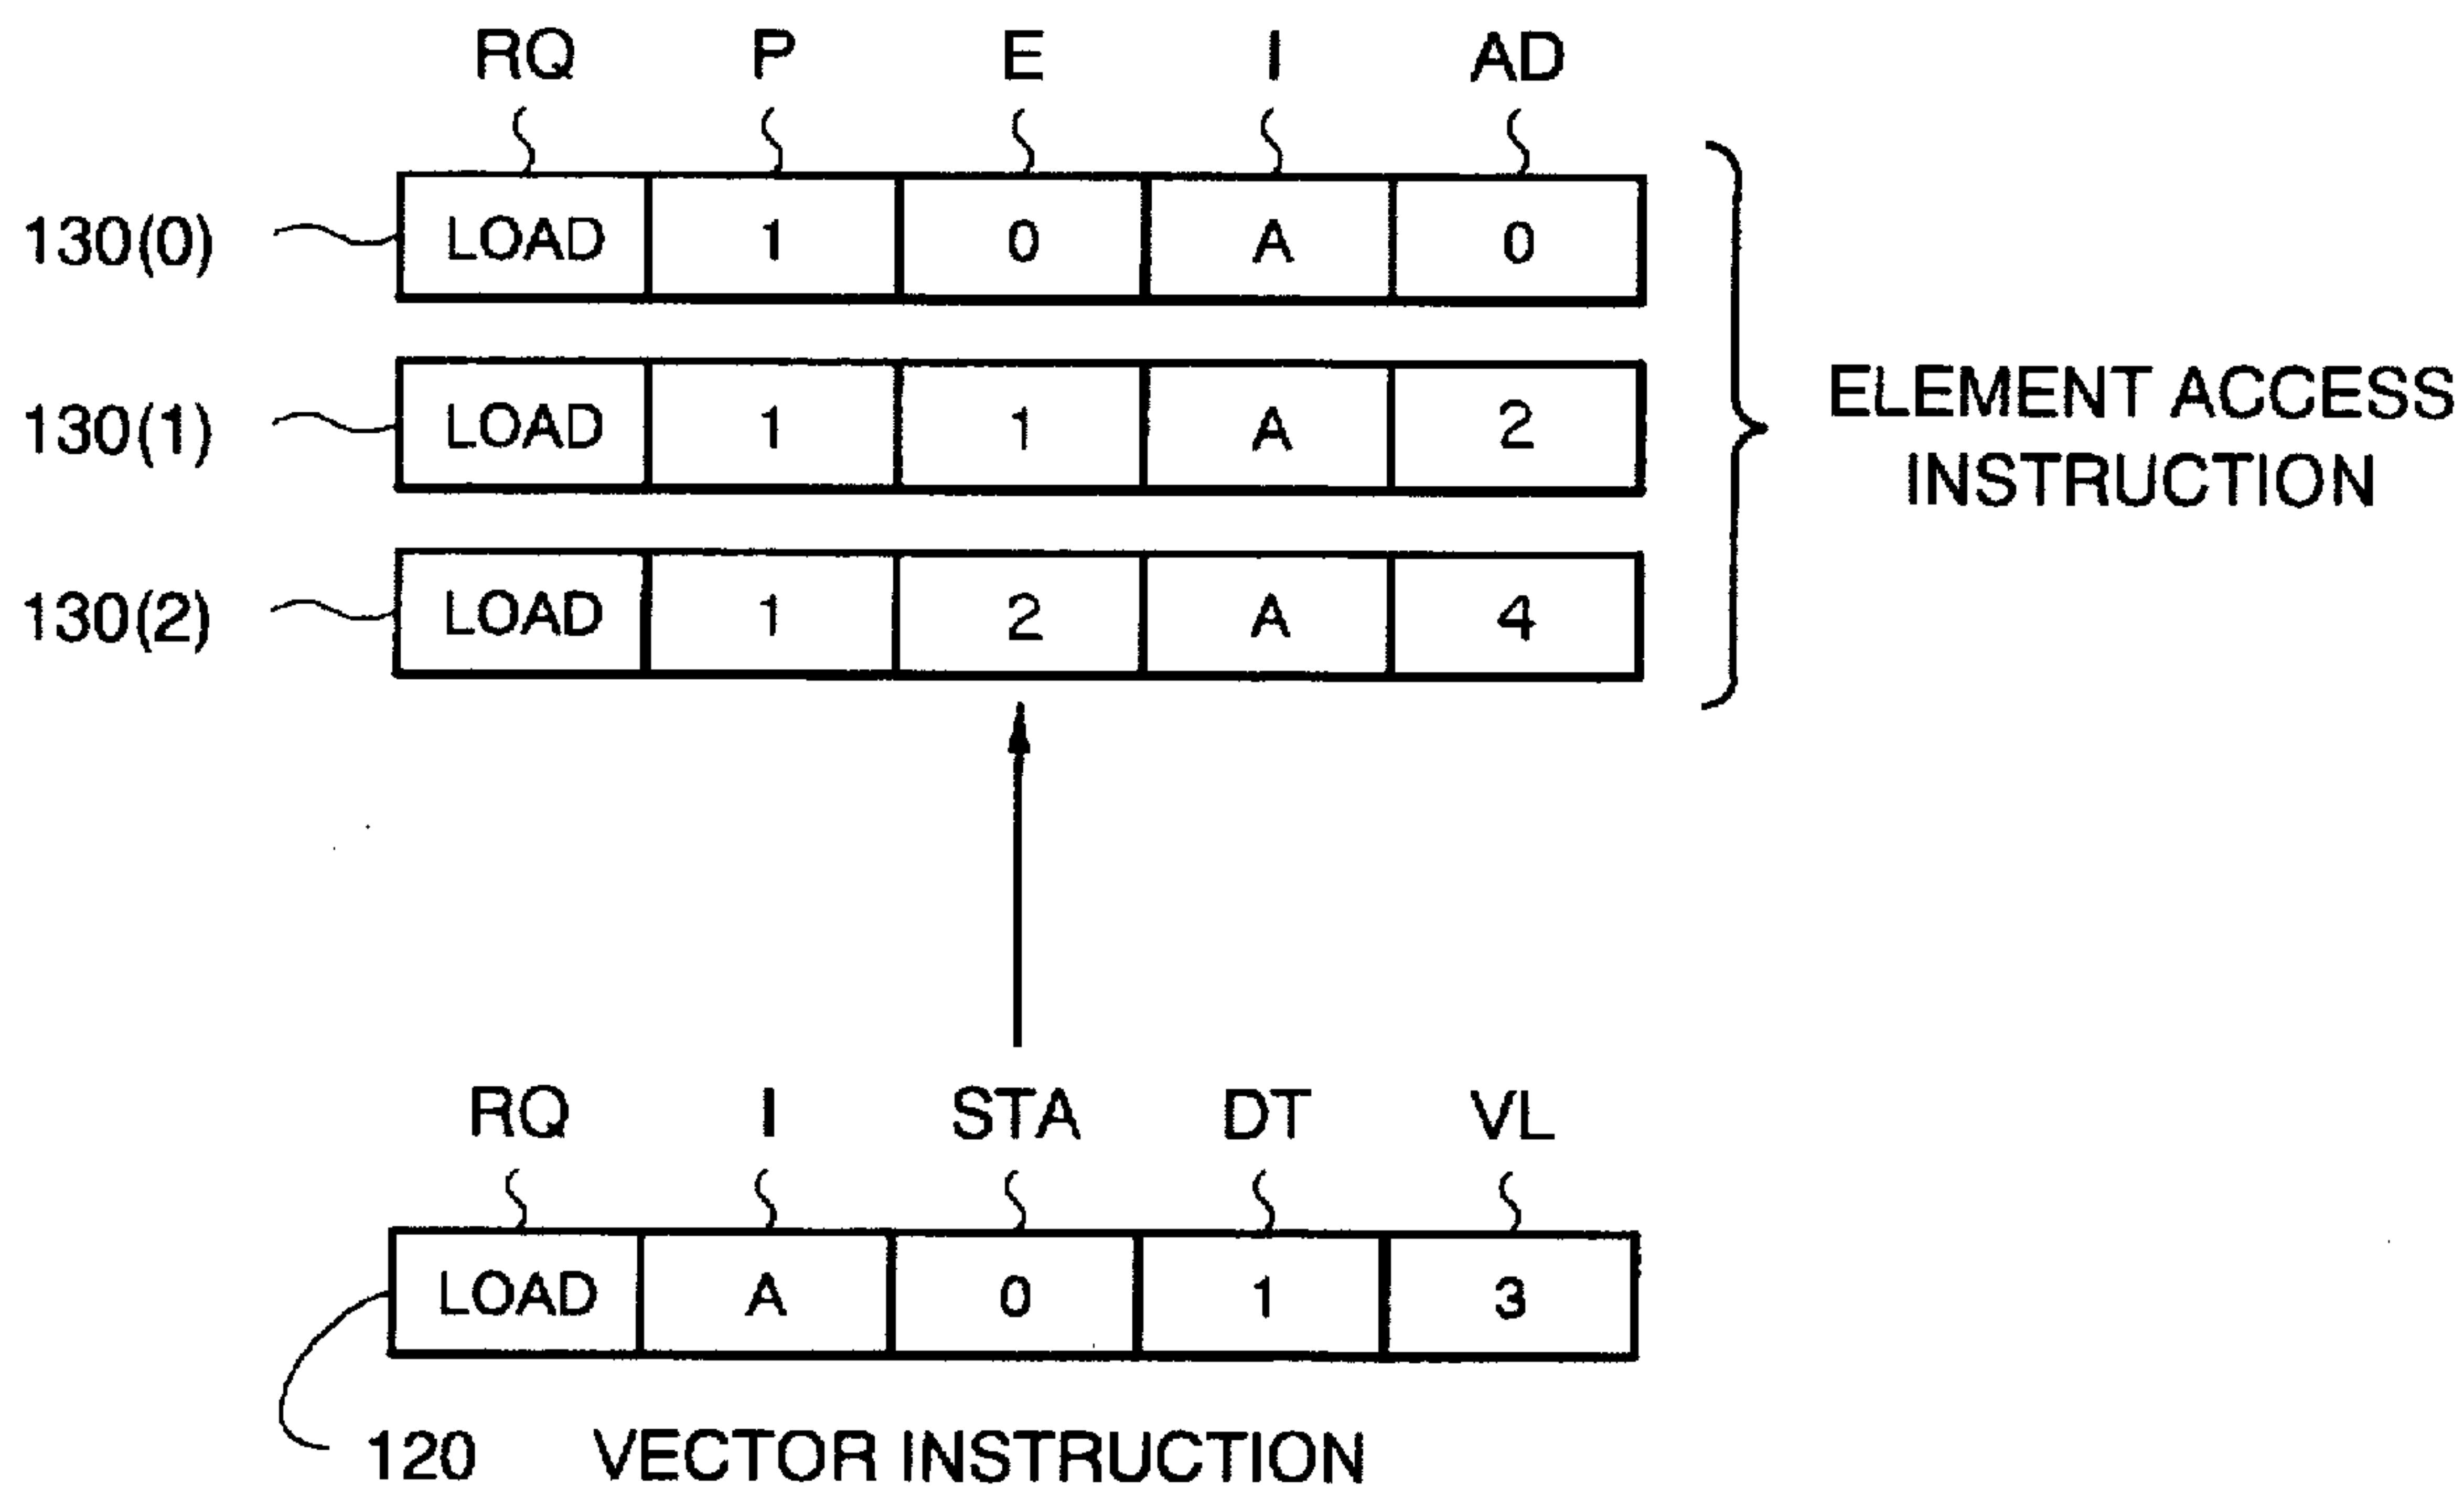 RQ P E I AD
130(0) LOAD 1 0 A 0
130(1) LOAD 1 1 A 2
ELEMENT ACCESS
INSTRUCTION
130(2) LOAD 1 2 A 4
RQ I STA DT VL
LOAD A 0 1 3
120 VECTOR INSTRUCTION